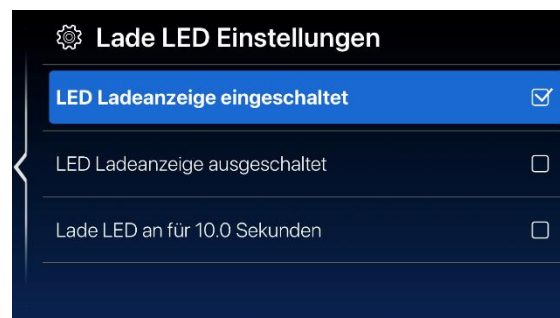 Lade LED Einstellungen
LED Ladeanzeige eingeschaltet
LED Ladeanzeige ausgeschaltet
Lade LED an für 10.0 Sekunden